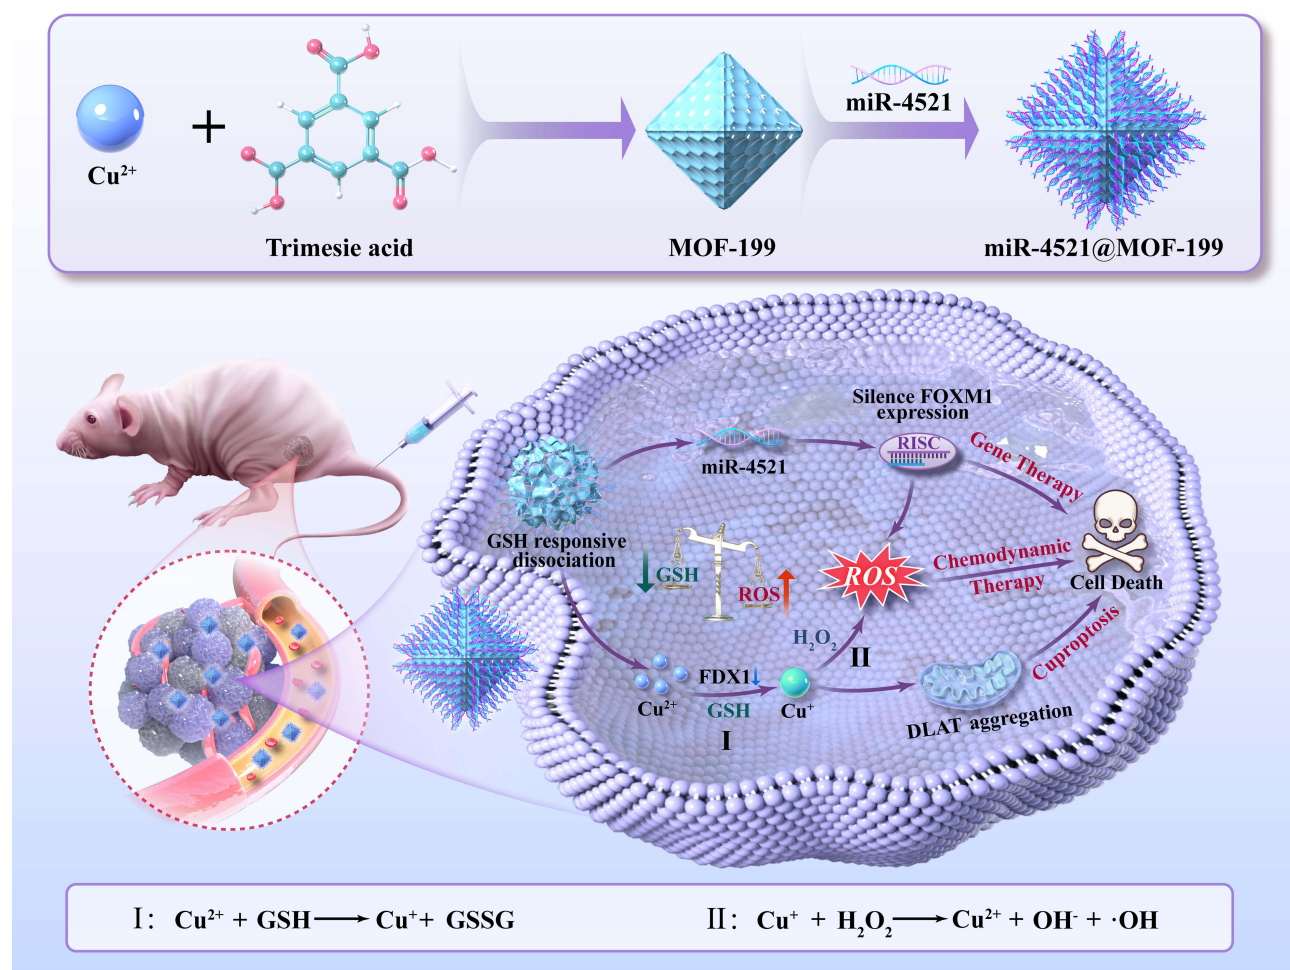 miR-4521
+
Cu²⁺
Trimesie acid
MOF-199
miR-4521@MOF-199
Silence FOXM1
expression
RISC
miR-4521
Gene Therapy
GSH responsive
dissociation
GSH
ROS
ROS
Chemodynamic
Therapy
Cell Death
H₂O₂
II
Cuproptosis
FDX1↓
Cu²⁺
GSH
Cu⁺
I
DLAT aggregation
I: Cu²⁺ + GSH → Cu⁺ + GSSG
II: Cu⁺ + H₂O₂ → Cu²⁺ + OH⁻ + ·OH